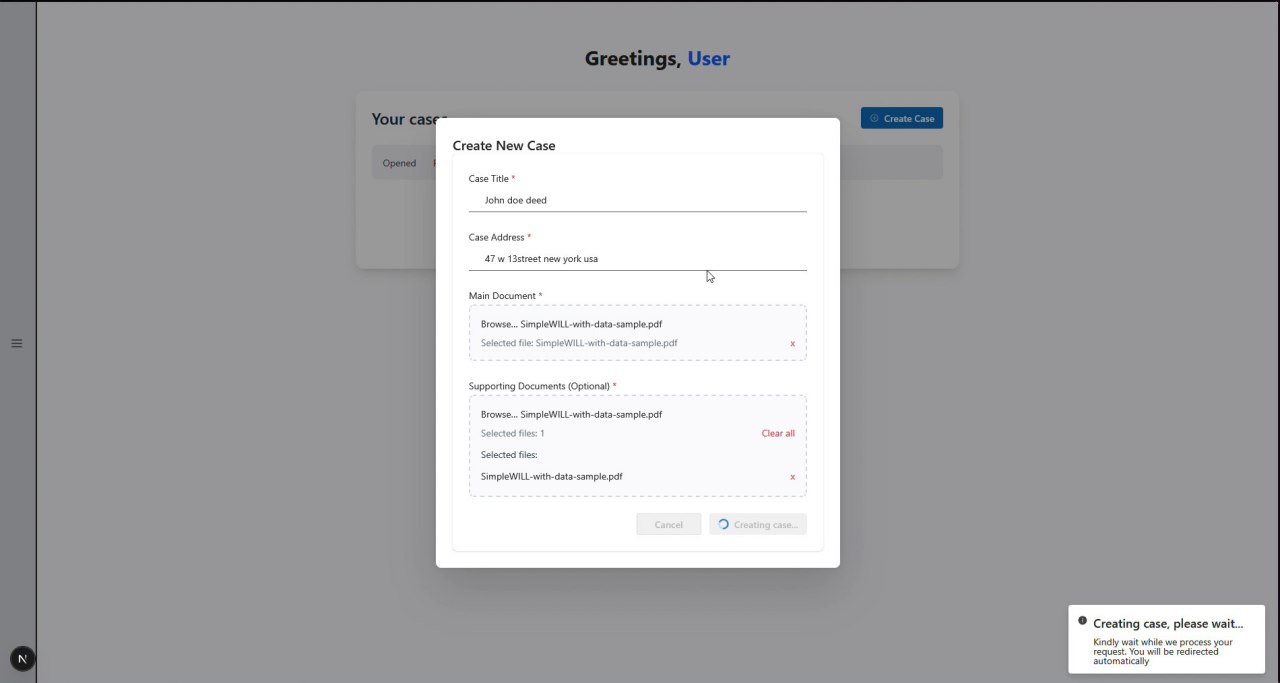 Greetings, User
Your cases
Create Case
Opened
Create New Case
Case Title *
John doe deed
Case Address *
47 w 13street new york usa
Main Document *
Browse... SimpleWILL-with-data-sample.pdf
Selected file: SimpleWILL-with-data-sample.pdf
x
Supporting Documents (Optional) *
Browse... SimpleWILL-with-data-sample.pdf
Selected files: 1
Clear all
Selected files:
SimpleWILL-with-data-sample.pdf
x
Cancel
Creating case...
Creating case, please wait...
Kindly wait while we process your
request. You will be redirected
automatically
N